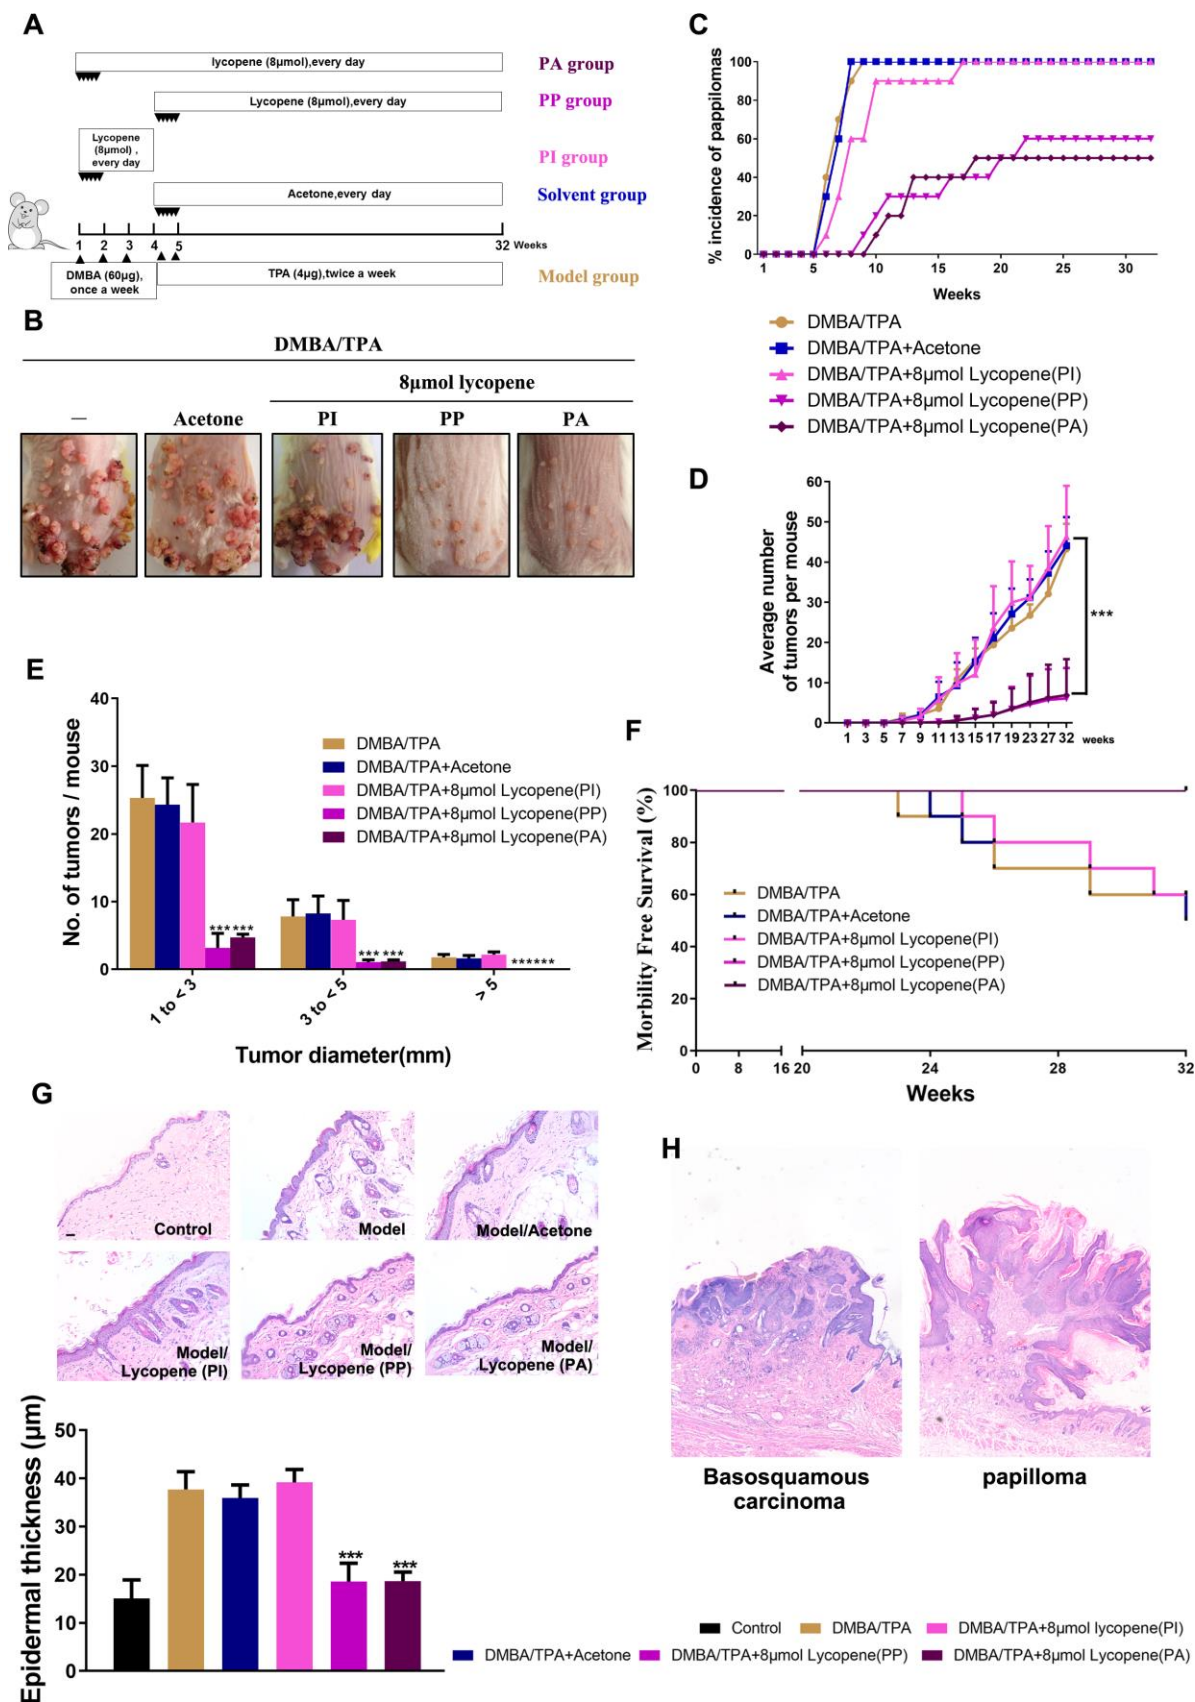 A
lycopene (8μmol),every day
PA group
Lycopene (8μmol),every day
PP group
Lycopene
(8μmol) ,
every day
PI group
Acetone,every day
Solvent group
1 2 3 4 5 32 Weeks
DMBA (60μg),
once a week
TPA (4μg),twice a week
Model group
B
DMBA/TPA
8μmol lycopene
— Acetone PI PP PA
C
% incidence of pappilomas
100
80
60
40
20
0
1 5 10 15 20 25 30
Weeks
DMBA/TPA
DMBA/TPA+Acetone
DMBA/TPA+8μmol Lycopene(PI)
DMBA/TPA+8μmol Lycopene(PP)
DMBA/TPA+8μmol Lycopene(PA)
D
Average number
of tumors per mouse
60
50
40
30
20
10
0
***
1 3 5 7 9 11 13 15 17 19 23 27 32 weeks
E
No. of tumors / mouse
40
30
20
10
0
DMBA/TPA
DMBA/TPA+Acetone
DMBA/TPA+8μmol Lycopene(PI)
DMBA/TPA+8μmol Lycopene(PP)
DMBA/TPA+8μmol Lycopene(PA)
*** ***
*** ***
******
1 to < 3 3 to < 5 > 5
Tumor diameter(mm)
F
Morbility Free Survival (%)
100
80
60
40
20
0
DMBA/TPA
DMBA/TPA+Acetone
DMBA/TPA+8μmol Lycopene(PI)
DMBA/TPA+8μmol Lycopene(PP)
DMBA/TPA+8μmol Lycopene(PA)
0 8 16 20 24 28 32
Weeks
G
Control
Model
Model/Acetone
Model/
Lycopene (PI)
Model/
Lycopene (PP)
Model/
Lycopene (PA)
Epidermal thickness (μm)
50
40
30
20
10
0
*** ***
H
Basosquamous
carcinoma
papilloma
Control DMBA/TPA DMBA/TPA+8μmol lycopene(PI)
DMBA/TPA+Acetone DMBA/TPA+8μmol Lycopene(PP) DMBA/TPA+8μmol Lycopene(PA)